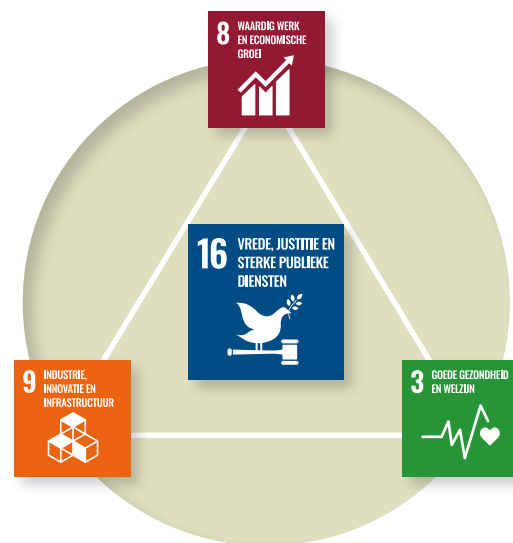 8 WAARDIG WERK
EN ECONOMISCHE
GROEI
16 VREDE, JUSTITIE EN
STERKE PUBLIEKE
DIENSTEN
9 INDUSTRIE,
INNOVATIE EN
INFRASTRUCTUUR
3 GOEDE GEZONDHEID
EN WELZIJN